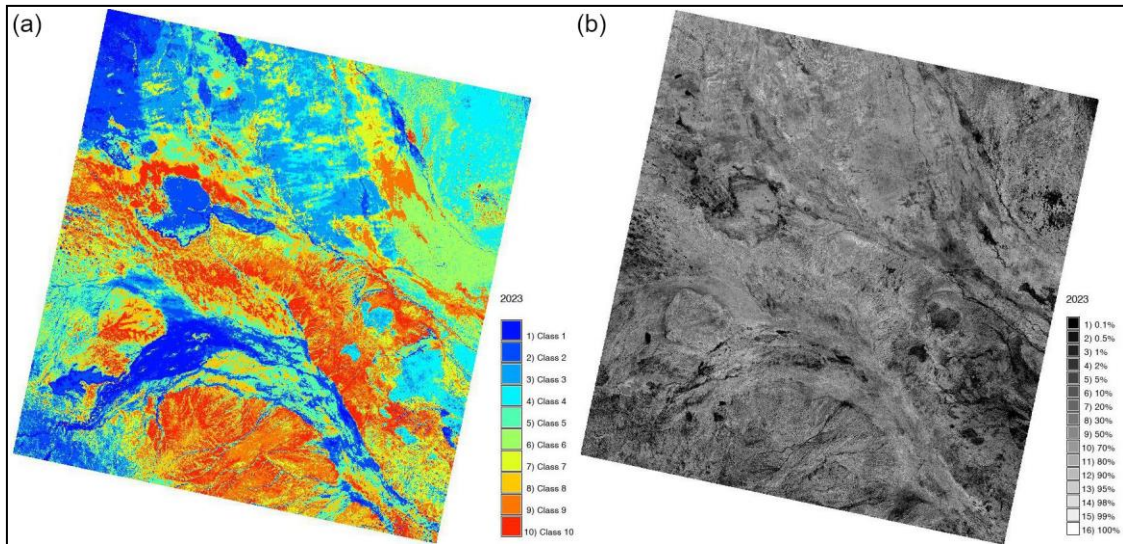 (a)
(b)
2023
1) Class 1
2) Class 2
3) Class 3
4) Class 4
5) Class 5
6) Class 6
7) Class 7
8) Class 8
9) Class 9
10) Class 10
2023
1) 0.1%
2) 0.5%
3) 1%
4) 2%
5) 5%
6) 10%
7) 20%
8) 30%
9) 50%
10) 70%
11) 80%
12) 90%
13) 95%
14) 98%
15) 99%
16) 100%